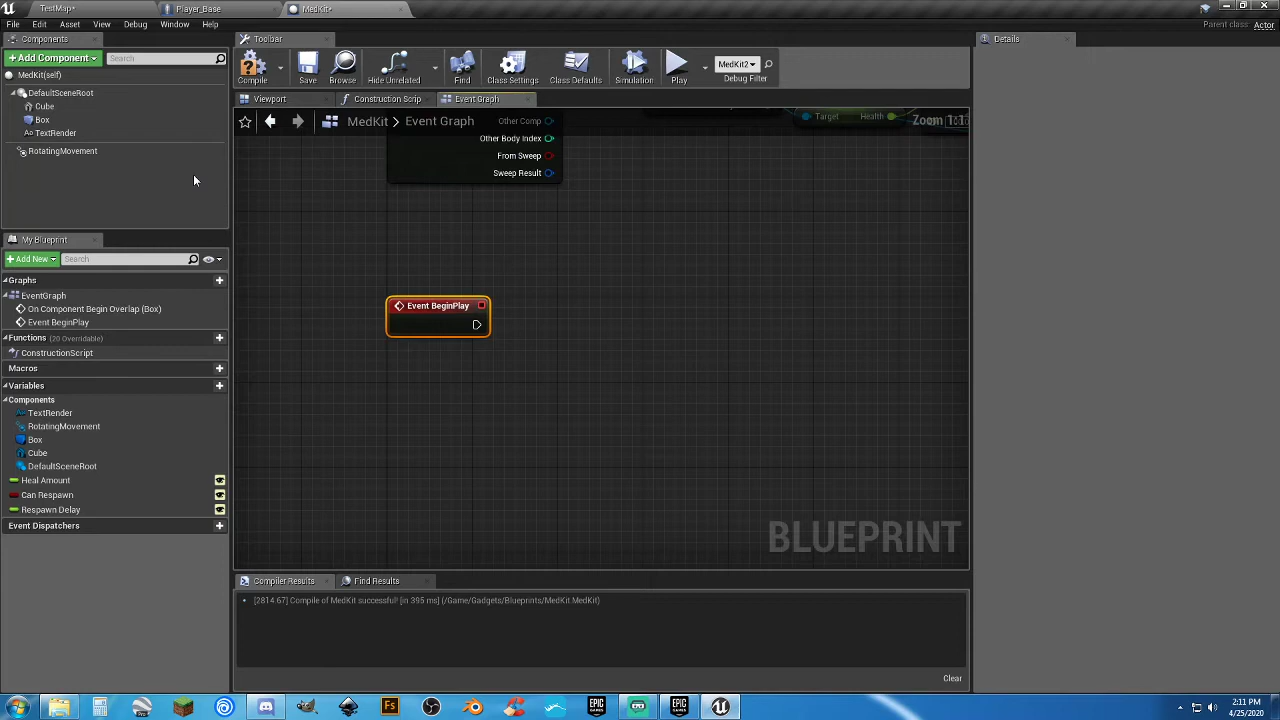 TestMap*
Player_Base
MedKit*
File
Edit
Asset
View
Debug
Window
Help
Parent class: Actor
Components
Add Component
Search
MedKit(self)
DefaultSceneRoot
Cube
Box
TextRender
RotatingMovement
Toolbar
Compile
Save
Browse
Hide Unrelated
Find
Class Settings
Class Defaults
Simulation
Play
MedKit2
Debug Filter
Details
Viewport
Construction Scrip
Event Graph
MedKit > Event Graph
Zoom 1:1
Other Comp
Other Body Index
From Sweep
Sweep Result
Target
Health
Event BeginPlay
BLUEPRINT
My Blueprint
Add New
Search
Graphs
EventGraph
On Component Begin Overlap (Box)
Event BeginPlay
Functions (20 Overridable)
ConstructionScript
Macros
Variables
Components
TextRender
RotatingMovement
Box
Cube
DefaultSceneRoot
Heal Amount
Can Respawn
Respawn Delay
Event Dispatchers
Compiler Results
Find Results
[2814.67] Compile of MedKit successful! [in 395 ms] (/Game/Gadgets/Blueprints/MedKit.MedKit)
Clear
Fs
EPIC GAMES
EPIC GAMES
2:11 PM
4/25/2020